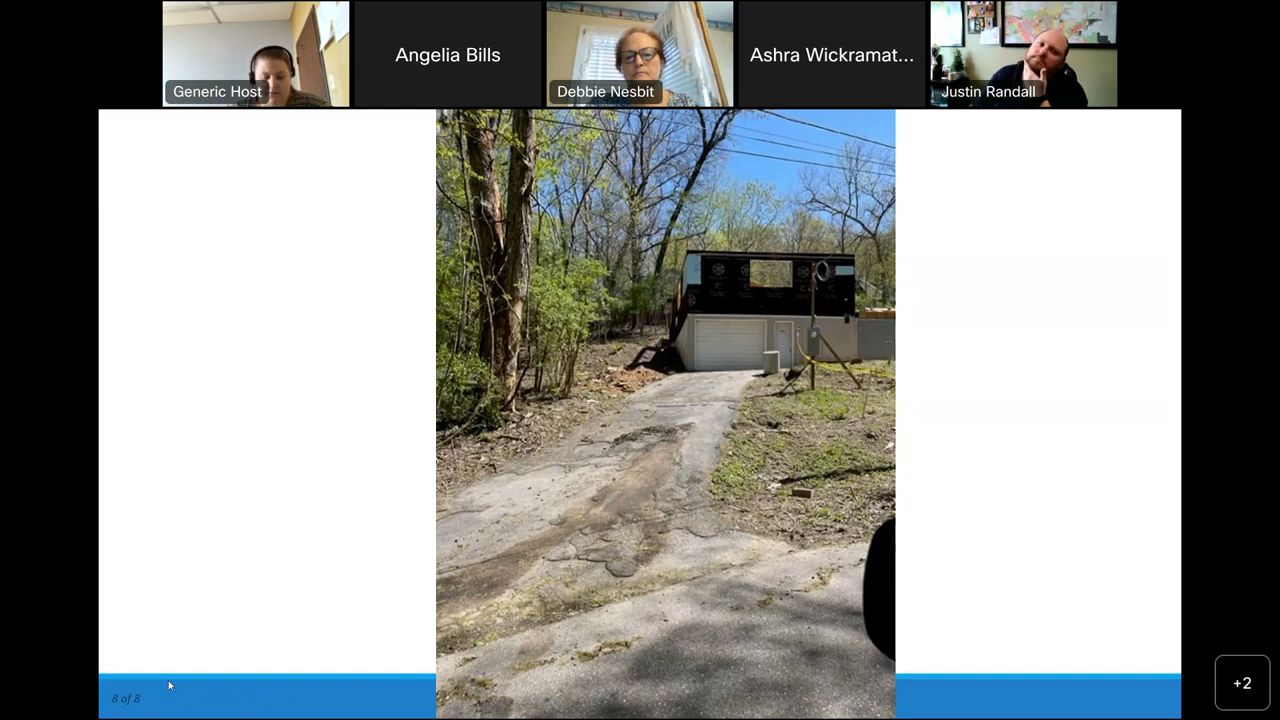 Generic Host
Angelia Bills
Debbie Nesbit
Ashra Wickramat...
Justin Randall
8 of 8
+2